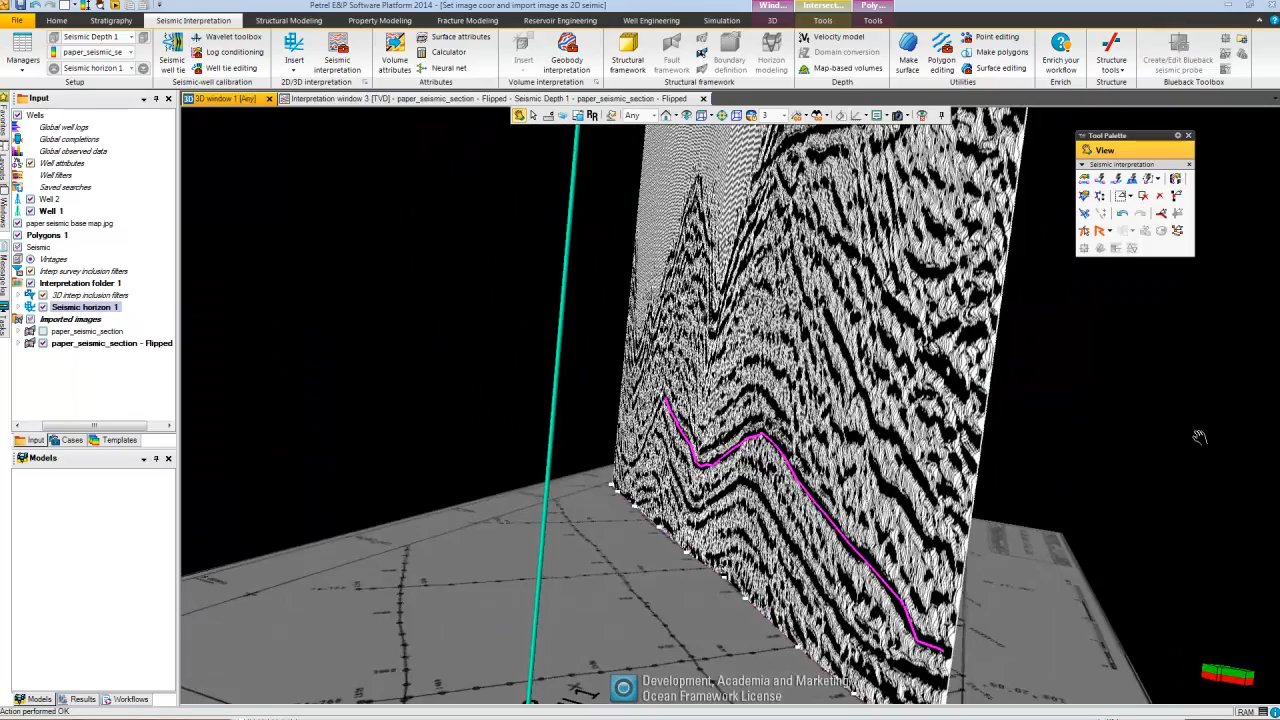 Petrel E&P Software Platform 2014 - [Set image coor and import image as 2D seimic]
Wind... Intersect... Poly...
File Home Stratigraphy Seismic Interpretation Structural Modeling Property Modeling Fracture Modeling Reservoir Engineering Well Engineering Simulation 3D Tools Tools
Seismic Depth 1
paper_seismic_se
Seismic horizon 1
Managers
Setup
Seismic well tie
Wavelet toolbox
Log conditioning
Well tie editing
Seismic-well calibration
Insert
Seismic interpretation
2D/3D interpretation
Volume attributes
Surface attributes
Calculator
Neural net
Attributes
Insert
Geobody interpretation
Volume interpretation
Structural framework
Fault framework
Boundary definition
Horizon modeling
Structural framework
Velocity model
Domain conversion
Map-based volumes
Depth
Make surface
Polygon editing
Point editing
Make polygons
Surface editing
Utilities
Enrich your workflow
Enrich
Structure tools
Structure
Create/Edit Blueback seismic probe
Blueback Toolbox
Input
3D window 1 [Any]
Interpretation window 3 [TVD] - paper_seismic_section - Flipped - Seismic Depth 1 - paper_seismic_section - Flipped
Any
3
Wells
Global well logs
Global completions
Global observed data
Well attributes
Well filters
Saved searches
Well 2
Well 1
paper seismic base map.jpg
Polygons 1
Seismic
Vintages
Interp survey inclusion filters
Interpretation folder 1
3D interp inclusion filters
Seismic horizon 1
Imported images
paper_seismic_section
paper_seismic_section - Flipped
Input Cases Templates
Models
Models Results Workflows
Action performed OK
Favorites
Message log
Tasks
Tool Palette
View
Seismic interpretation
Development, Academia and Marketing
Ocean Framework License
RAM